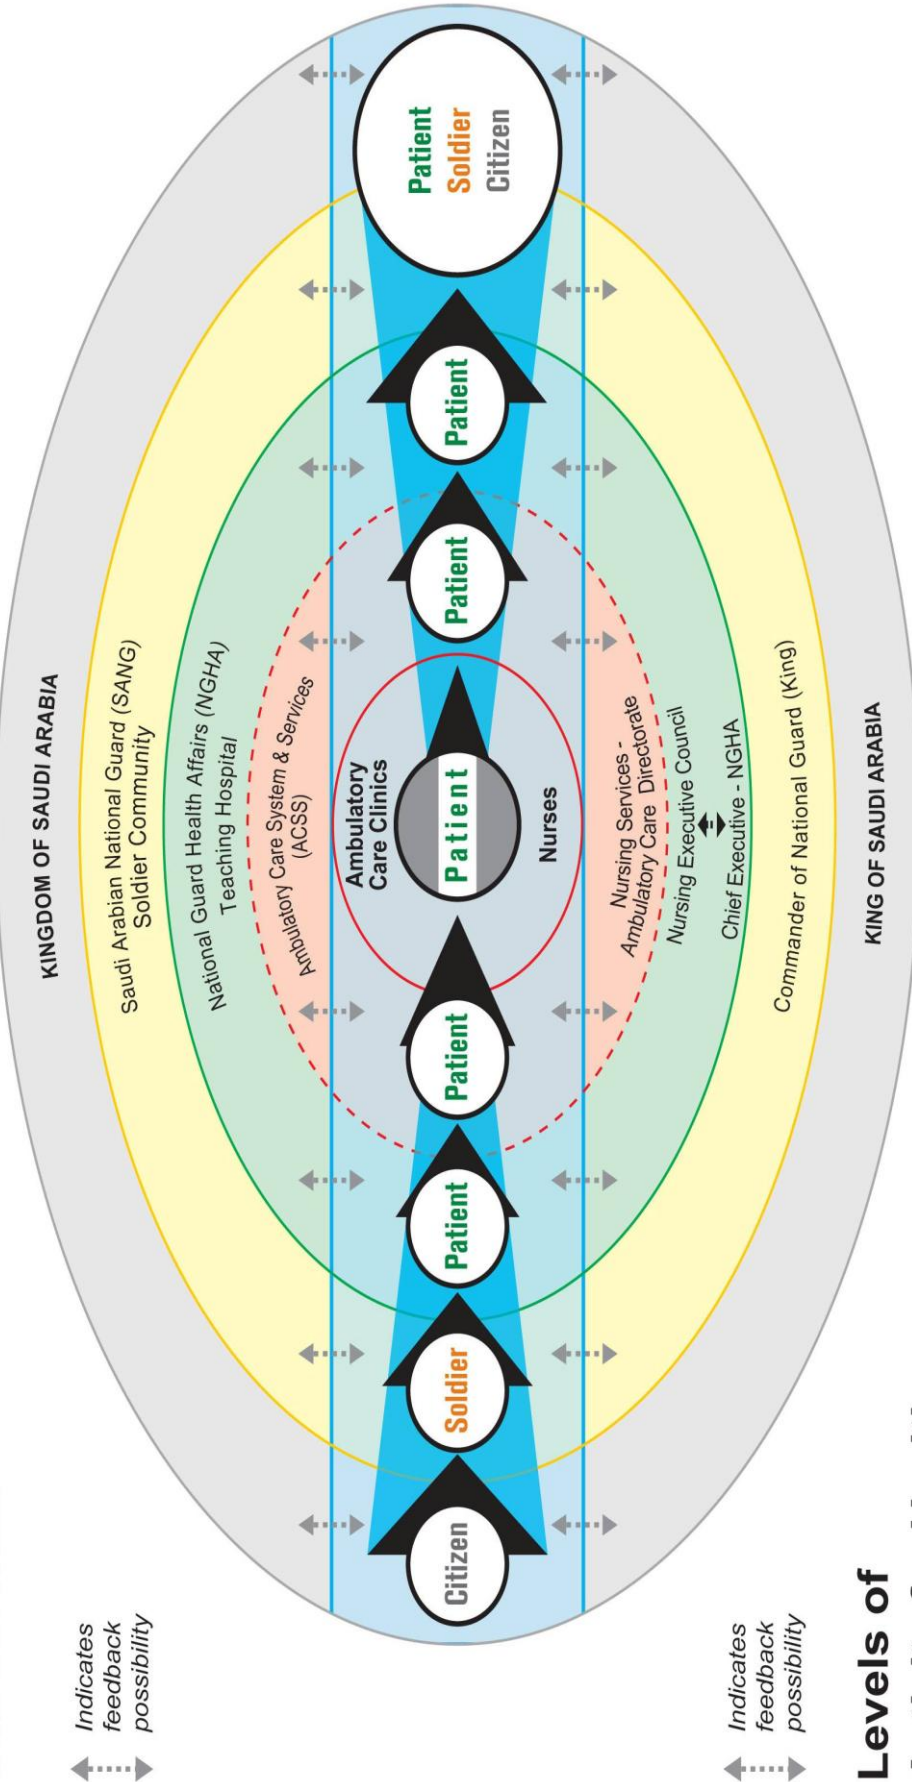 KINGDOM OF SAUDI ARABIA
Saudi Arabian National Guard (SANG)
Soldier Community
National Guard Health Affairs (NGHA)
Teaching Hospital
Ambulatory Care System & Services
(ACSS)
Ambulatory
Care Clinics
Citizen
Soldier
Patient
Patient
Patient
Patient
Patient
Patient
Soldier
Citizen
Nurses
Nursing Services -
Ambulatory Care Directorate
Nursing Executive Council
Chief Executive - NGHA
Commander of National Guard (King)
KING OF SAUDI ARABIA
Indicates
feedback
possibility
Indicates
feedback
possibility
Levels of